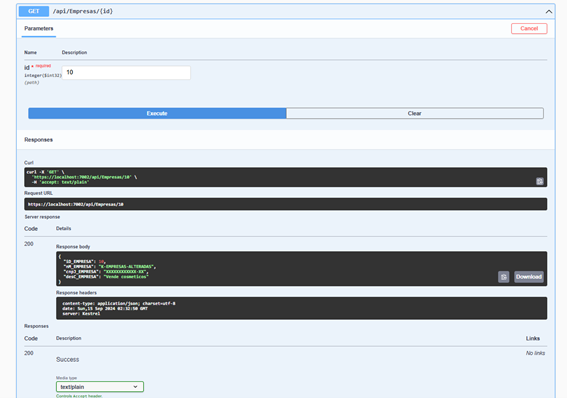 GET /api/Empresas/{id}
Parameters
Cancel
Name Description
id * required
integer($int32)
(path)
10
Execute Clear
Responses
Curl
curl -X 'GET' \
'https://localhost:7002/api/Empresas/10' \
-H 'accept: text/plain'
Request URL
https://localhost:7002/api/Empresas/10
Server response
Code Details
200
Response body
{
"ID_EMPRESA": 10,
"nM_EMPRESA": "X-EMPRESAS-ALTERADAS",
"cnpJ_EMPRESA": "XXXXXXXXXXXX-XX",
"desC_EMPRESA": "Vende cosmeticos"
}
Download
Response headers
content-type: application/json; charset=utf-8
date: Sun,15 Sep 2024 02:32:50 GMT
server: Kestrel
Responses
Code Description Links
200 Success No links
Media type
text/plain
Controls Accept header.